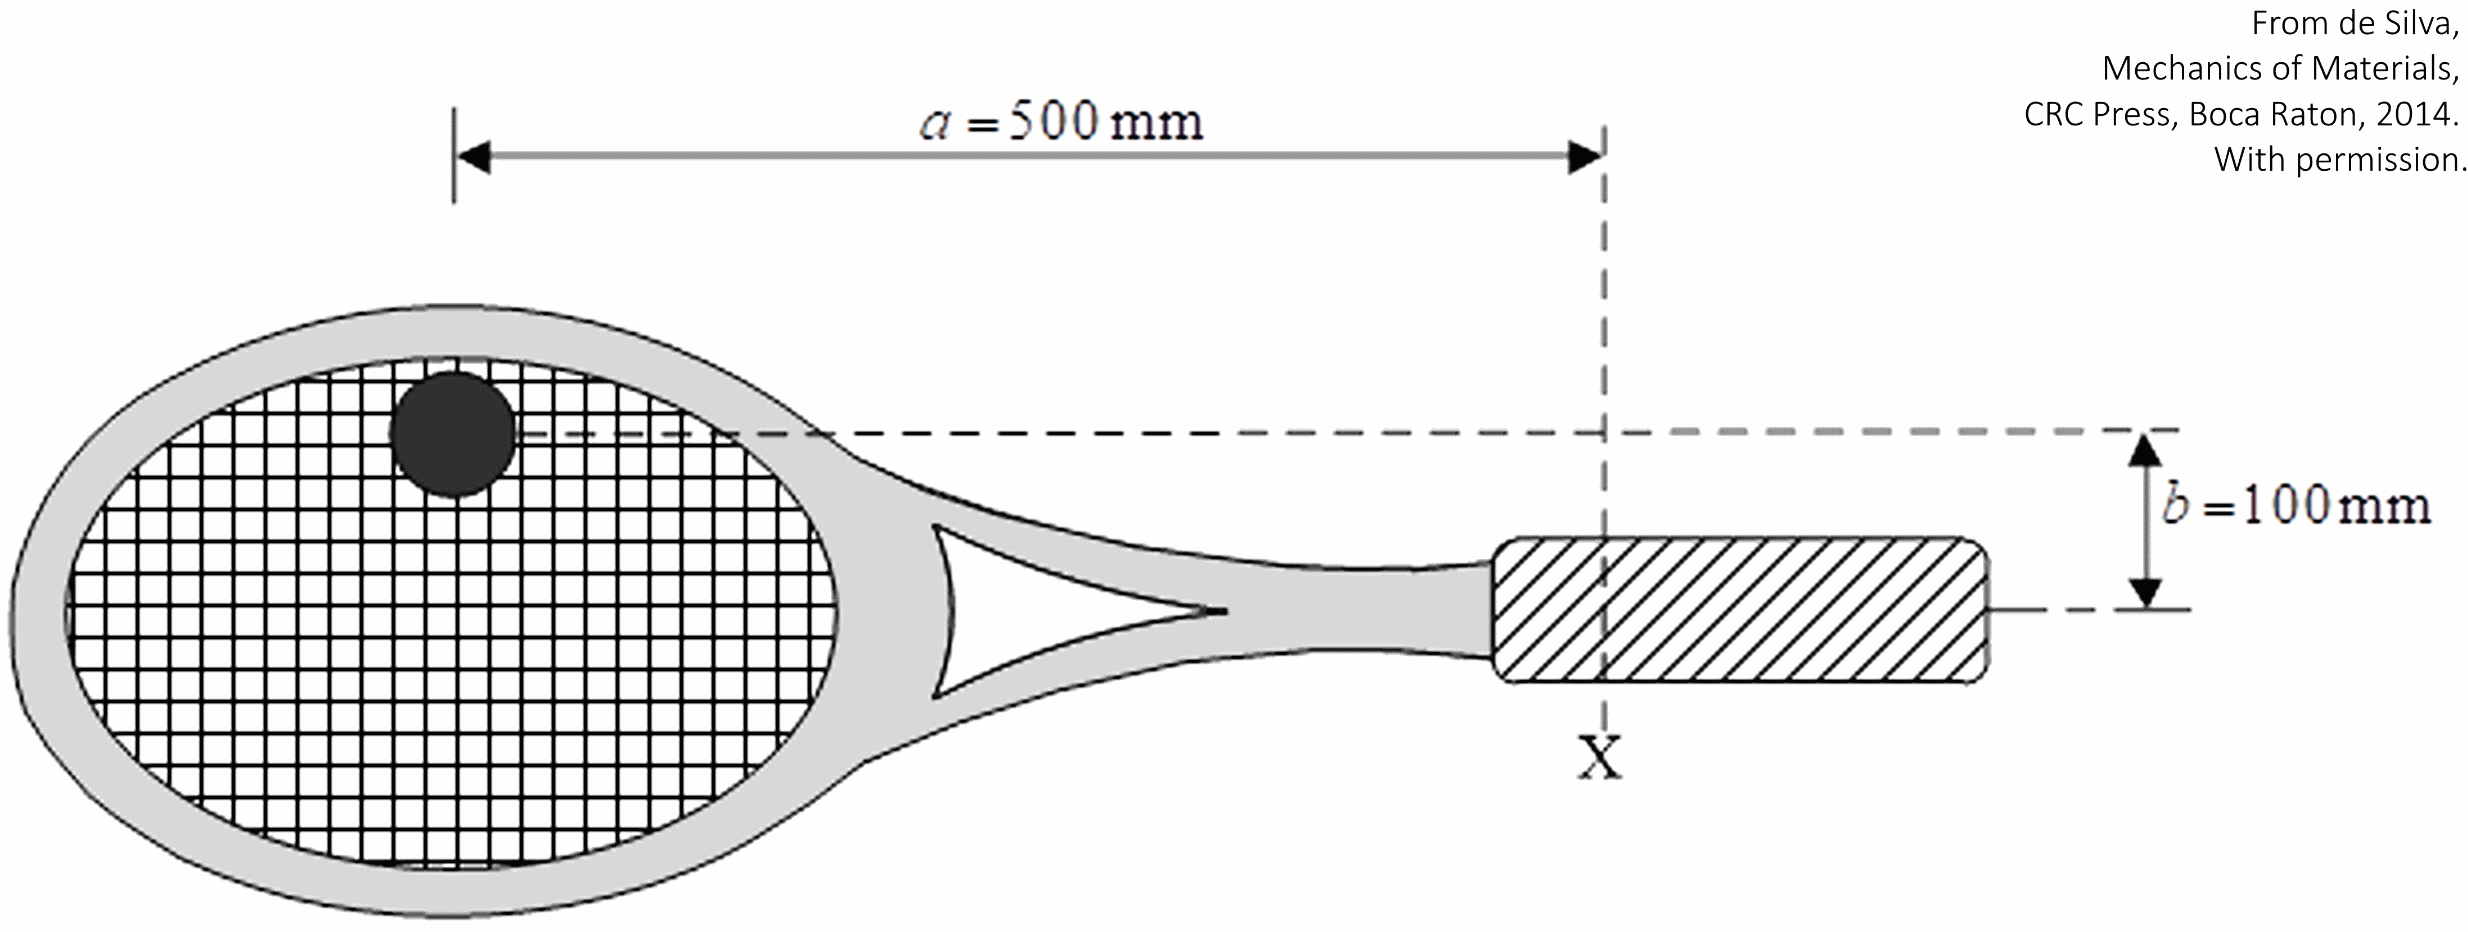 From de Silva,
Mechanics of Materials,
CRC Press, Boca Raton, 2014.
With permission.
a = 500 mm
b = 100 mm
X